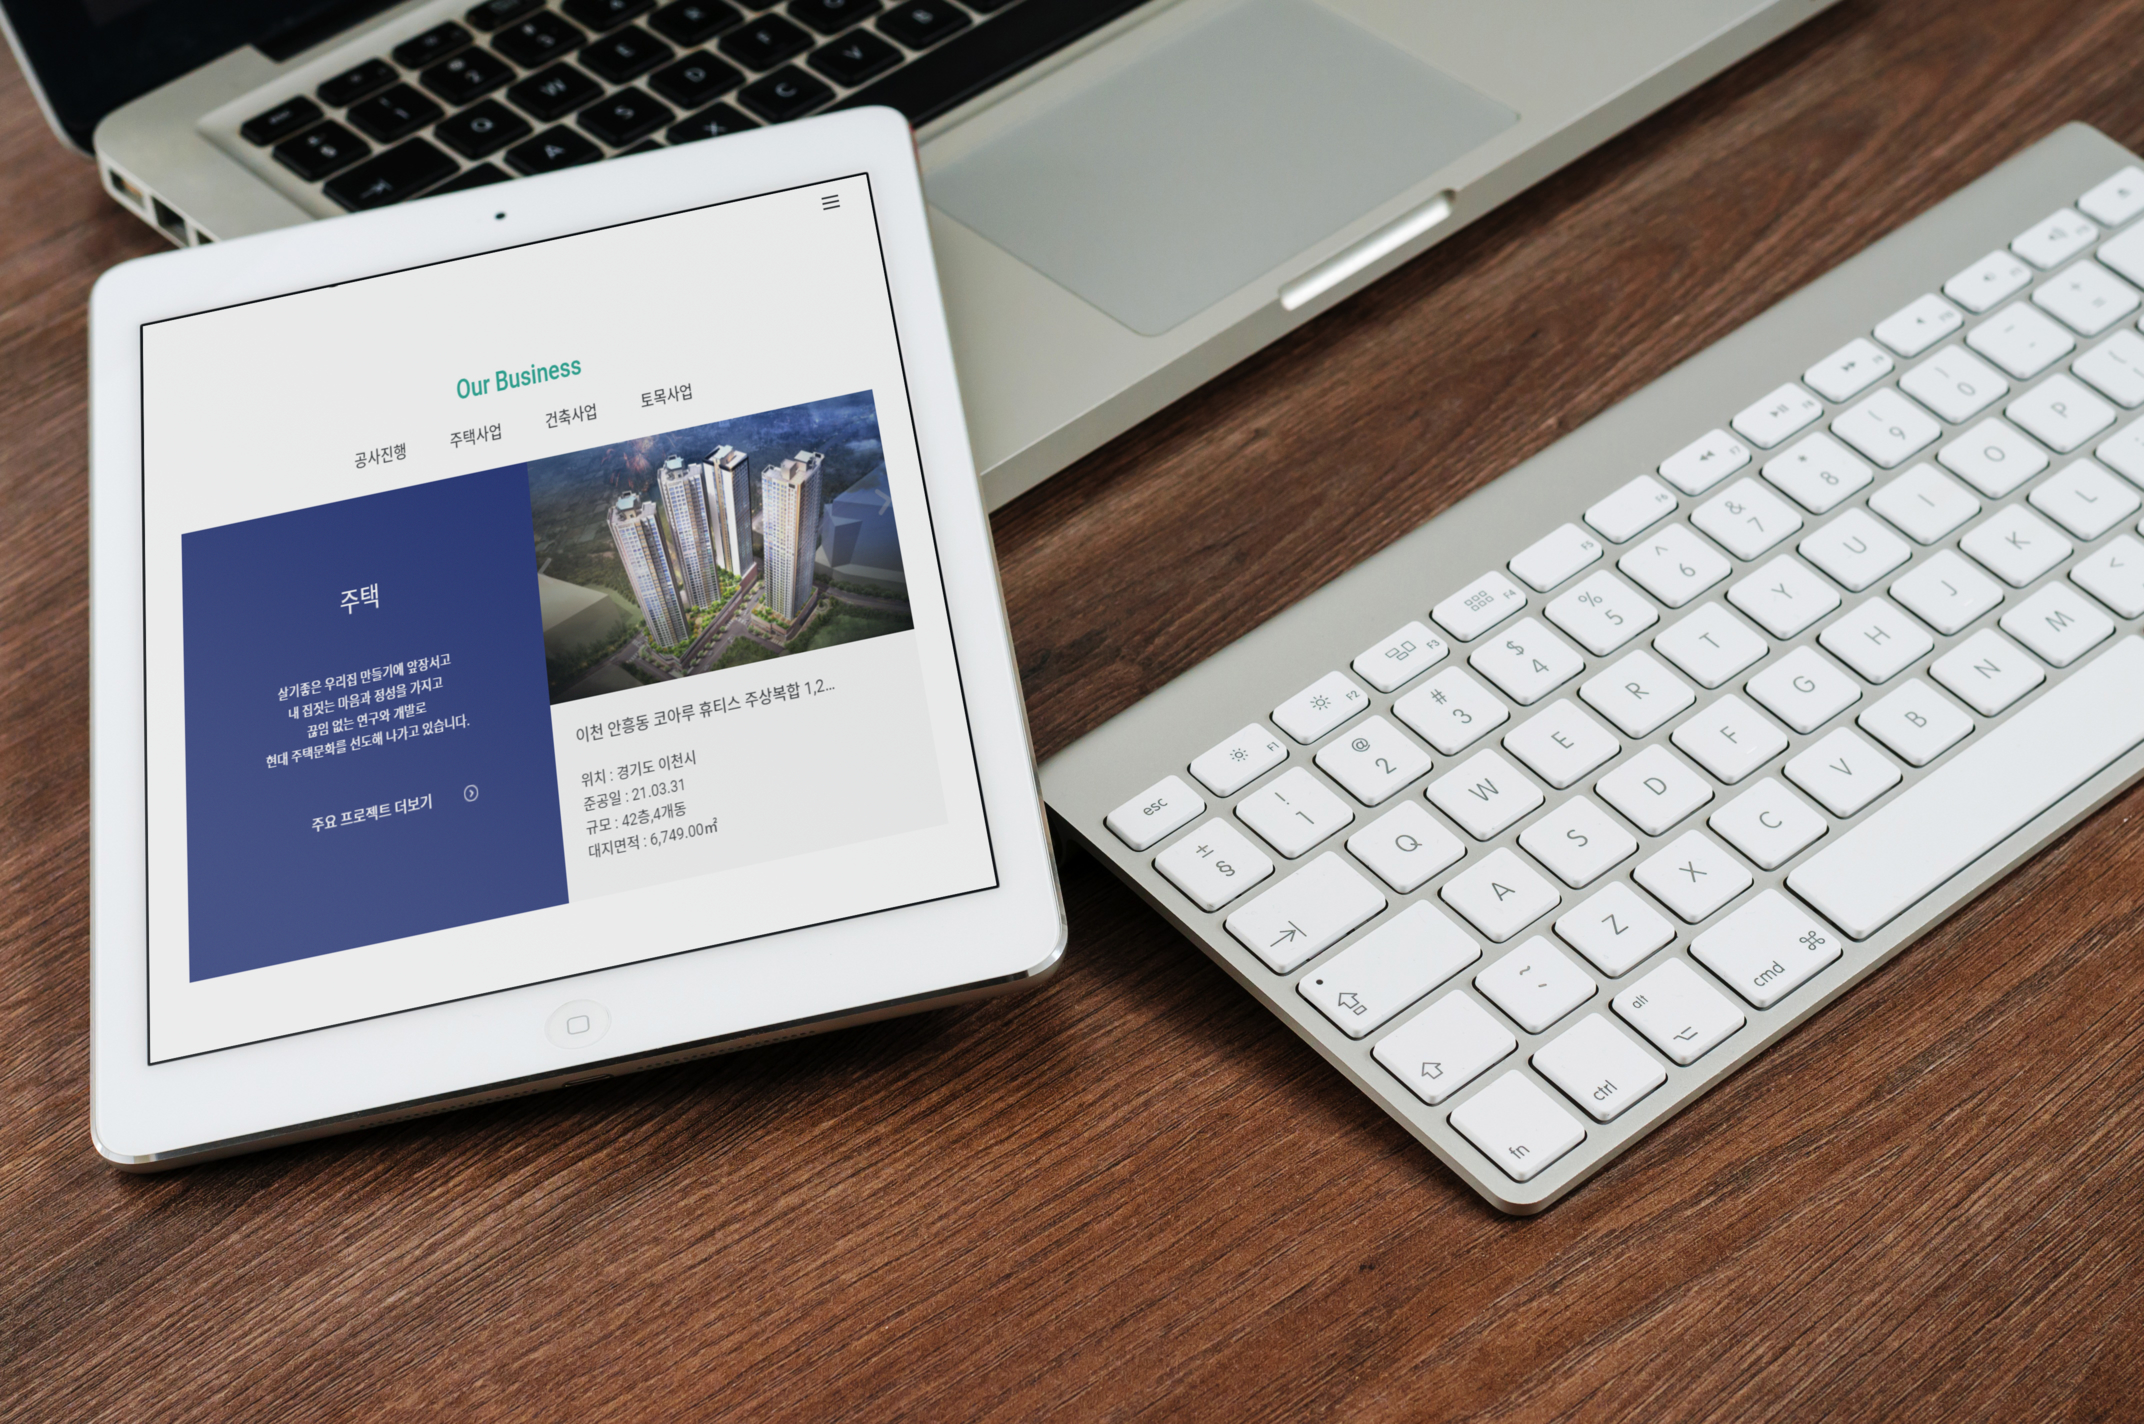 Our Business
공사진행 주택사업 건축사업 토목사업
주택
살기좋은 우리집 만들기에 앞장서고
내 집짓는 마음과 정성을 가지고
끊임 없는 연구와 개발로
현대 주택문화를 선도해 나가고 있습니다.
주요 프로젝트 더보기
이천 안흥동 코아루 휴티스 주상복합 1,2...
위치 : 경기도 이천시
준공일 : 21.03.31
규모 : 42층,4개동
대지면적 : 6,749.00㎡
W E D C
Q S X
A
esc F1 F2 F3 F4 F5 F6 F7
± § ! 1 @ 2 # 3 $ 4 % 5 ^ 6 & 7 * 8 ( 9 ) 0
Q W E R T Y U I O P
A S D F G H J K L
~ Z X C V B N M <
fn ctrl alt ⌥ cmd ⌘